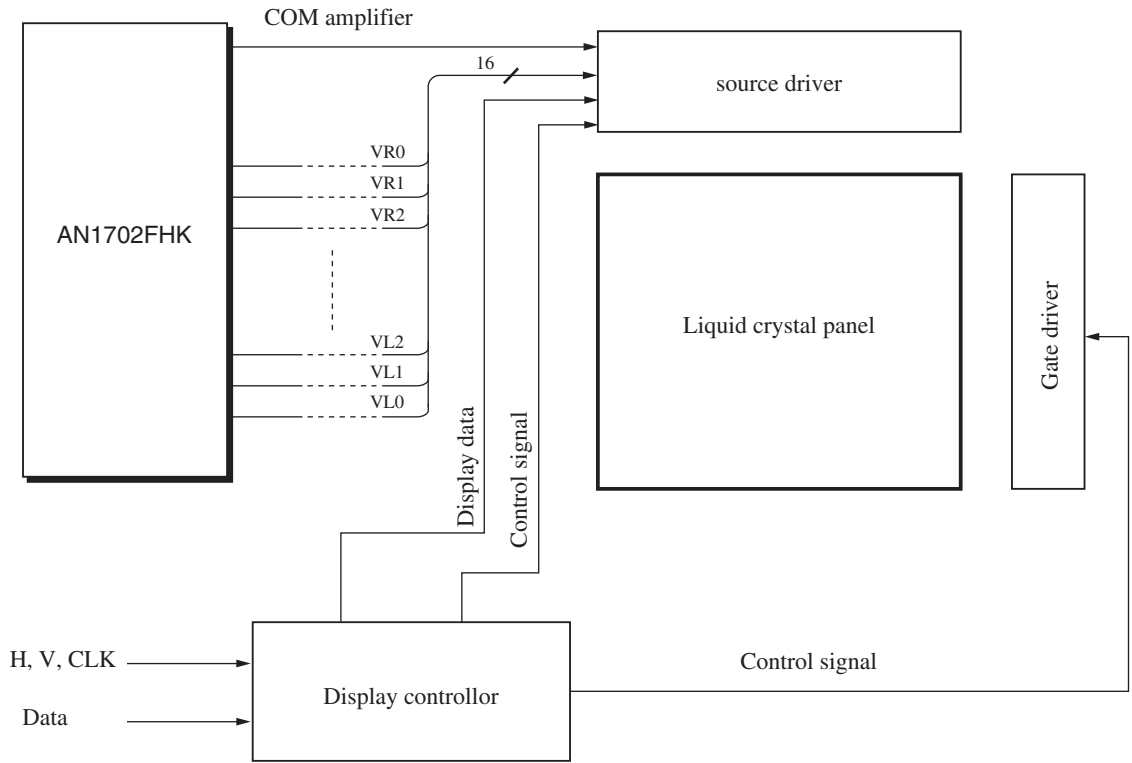 COM amplifier
16
source driver
VR0
VR1
VR2
AN1702FHK
VL2
VL1
VL0
Liquid crystal panel
Gate driver
Display data
Control signal
H, V, CLK
Data
Display controllor
Control signal